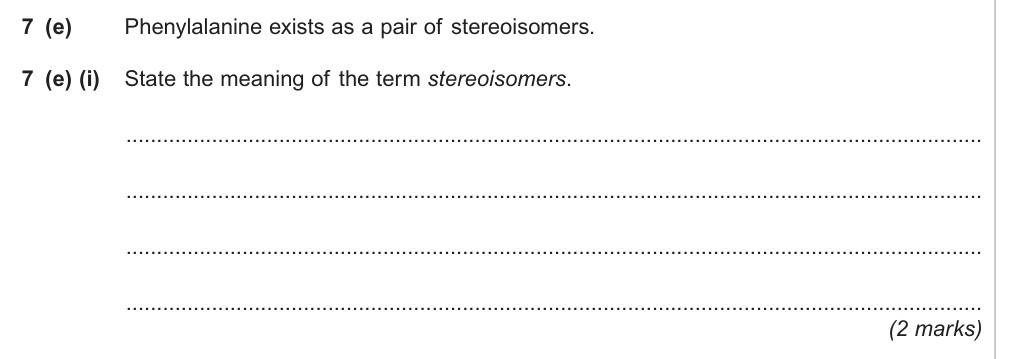 7 (e) Phenylalanine exists as a pair of stereoisomers.
7 (e) (i) State the meaning of the term stereoisomers.
(2 marks)